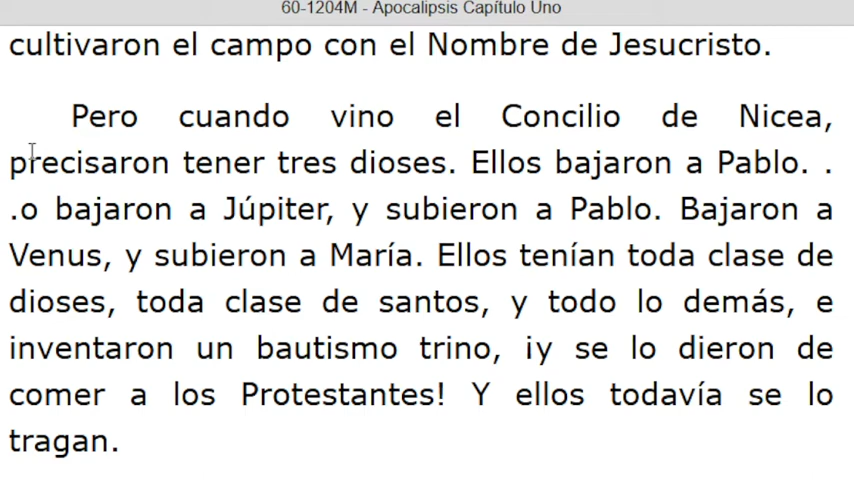 60-1204M - Apocalipsis Capítulo Uno
cultivaron el campo con el Nombre de Jesucristo.
Pero cuando vino el Concilio de Nicea,
precisaron tener tres dioses. Ellos bajaron a Pablo. .
.o bajaron a Júpiter, y subieron a Pablo. Bajaron a
Venus, y subieron a María. Ellos tenían toda clase de
dioses, toda clase de santos, y todo lo demás, e
inventaron un bautismo trino, ¡y se lo dieron de
comer a los Protestantes! Y ellos todavía se lo
tragan.